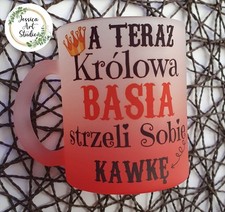 Jessica
Art
Studio
A TERAZ
Królowa
BASIA
strzeli Sobie
KAWKĘ